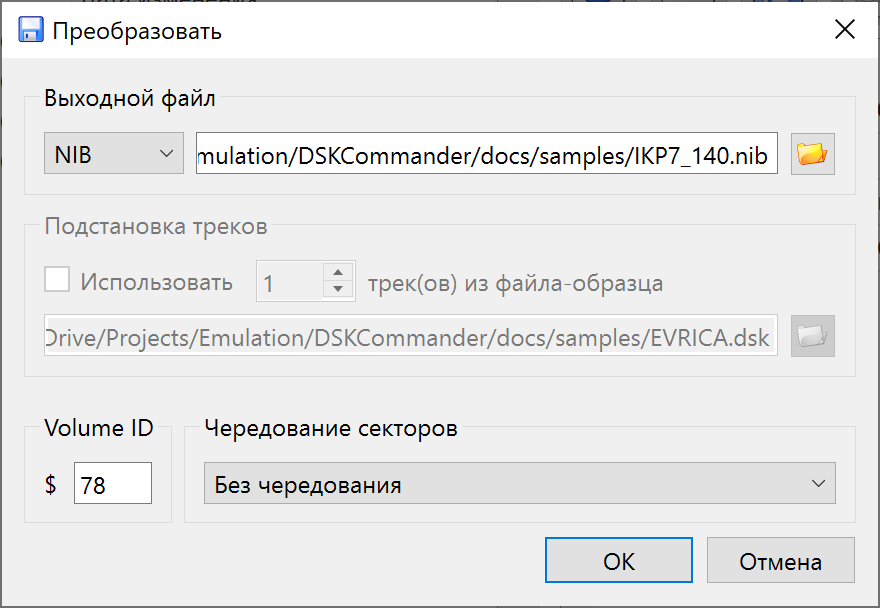 Преобразовать
Выходной файл
NIB
mulation/DSKCommander/docs/samples/IKP7_140.nib
Подстановка треков
Использовать 1 трек(ов) из файла-образца
Drive/Projects/Emulation/DSKCommander/docs/samples/EVRICA.dsk
Volume ID
$ 78
Чередование секторов
Без чередования
OK
Отмена